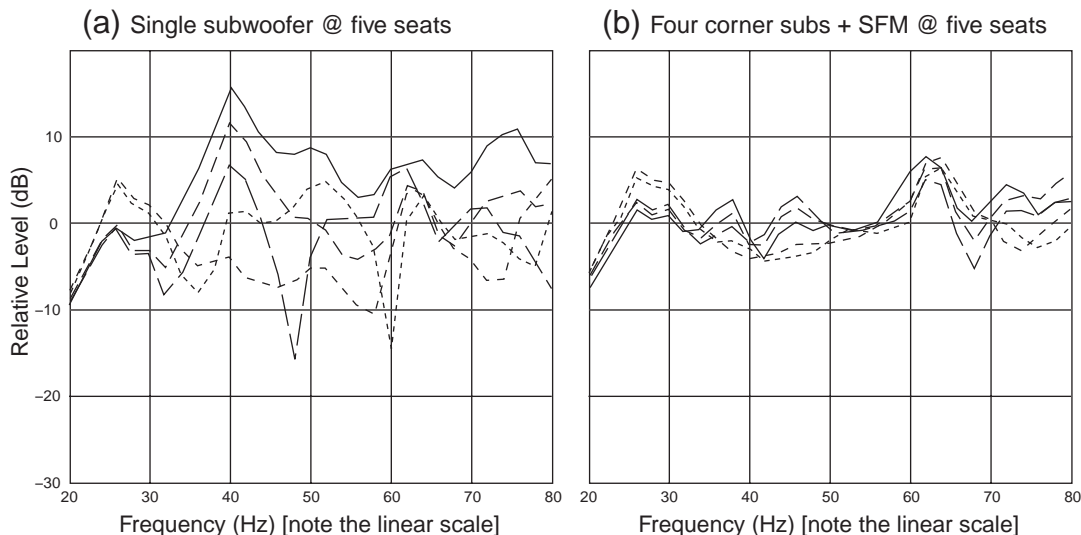 (a) Single subwoofer @ five seats
(b) Four corner subs + SFM @ five seats
Relative Level (dB)
10
0
–10
–20
–30
20 30 40 50 60 70 80
20 30 40 50 60 70 80
Frequency (Hz) [note the linear scale]
Frequency (Hz) [note the linear scale]